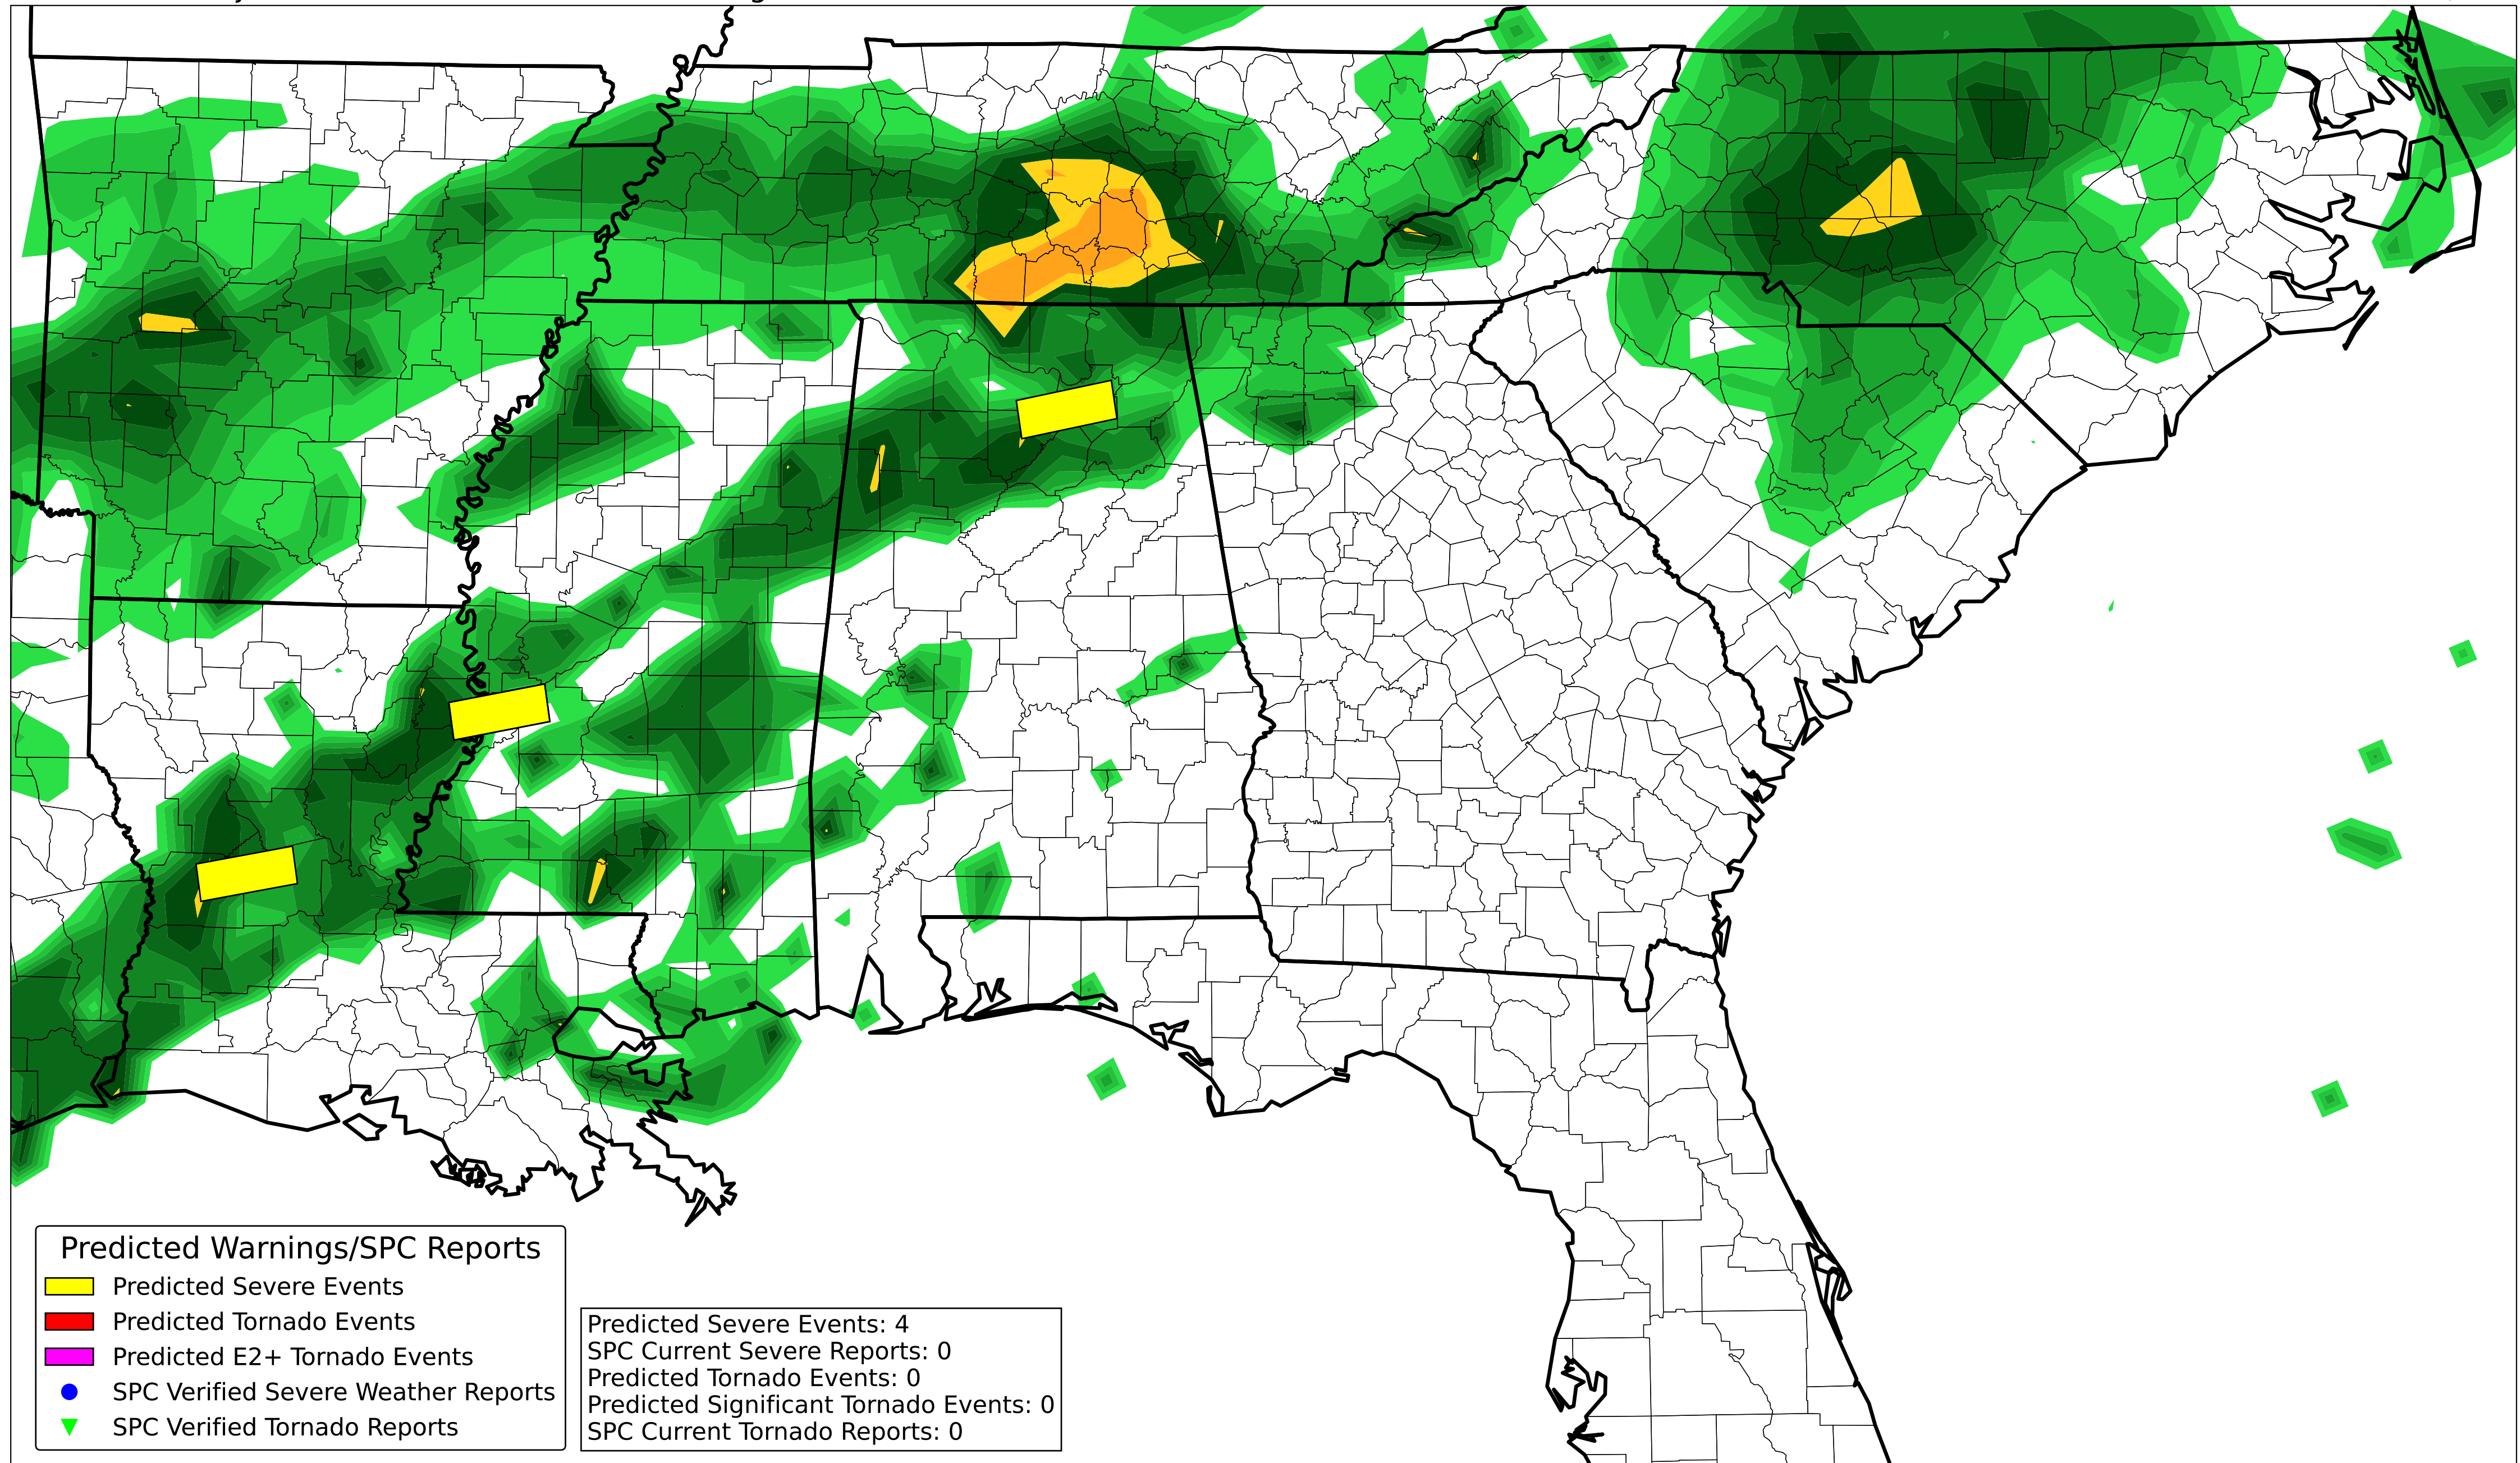 Predicted Warnings/SPC Reports
Predicted Severe Events
Predicted Tornado Events
Predicted E2+ Tornado Events
SPC Verified Severe Weather Reports
SPC Verified Tornado Reports
Predicted Severe Events: 4
SPC Current Severe Reports: 0
Predicted Tornado Events: 0
Predicted Significant Tornado Events: 0
SPC Current Tornado Reports: 0